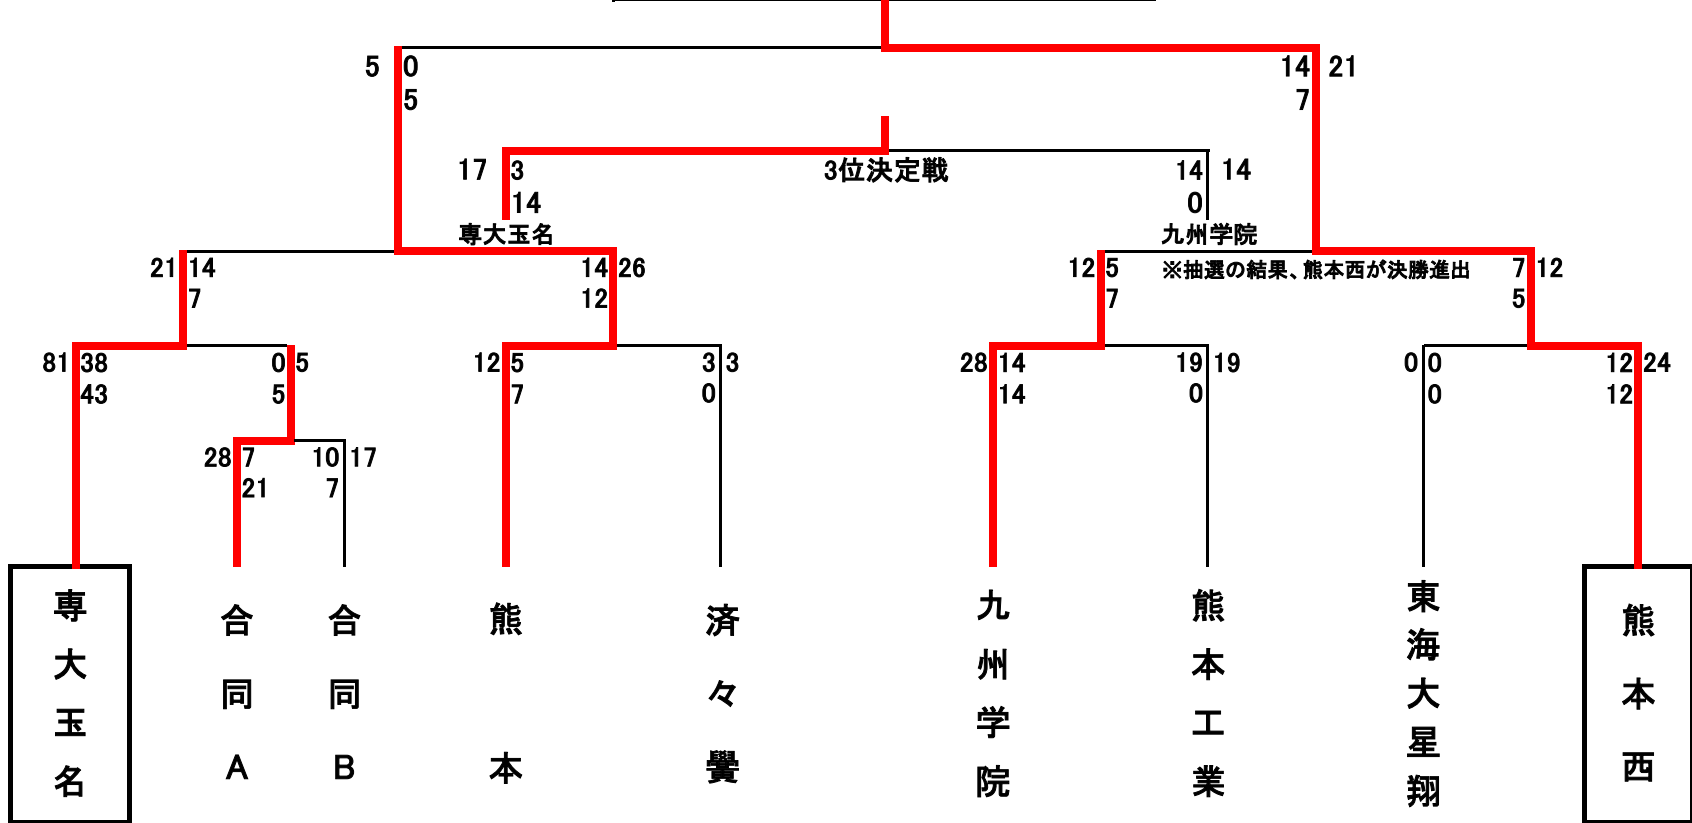 5 0 14 21
5 7
17 3 3位決定戦 14 14
14 0
専大玉名 九州学院
21 14 14 26 12 5 ※抽選の結果、熊本西が決勝進出 7 12
7 12 7 5
81 38 0 5 12 5 3 3 28 14 19 19 0 0 12 24
43 5 7 0 14 0 0 12
28 7 10 17
21 7
専大玉名
合同A
合同B
熊本
済々黌
九州学院
熊本工業
東海大星翔
熊本西